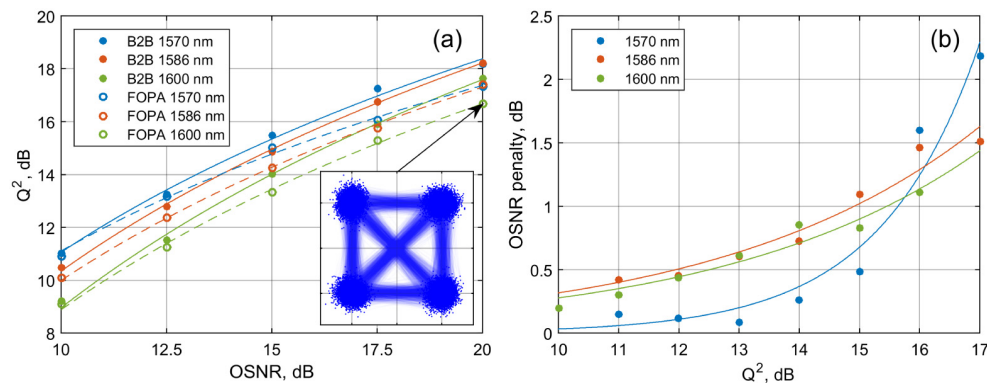 20
18
16
14
12
10
8
Q², dB
(a)
B2B 1570 nm
B2B 1586 nm
B2B 1600 nm
FOPA 1570 nm
FOPA 1586 nm
FOPA 1600 nm
10 12.5 15 17.5 20
OSNR, dB
2.5
2
1.5
1
0.5
0
OSNR penalty, dB
(b)
1570 nm
1586 nm
1600 nm
10 11 12 13 14 15 16 17
Q², dB